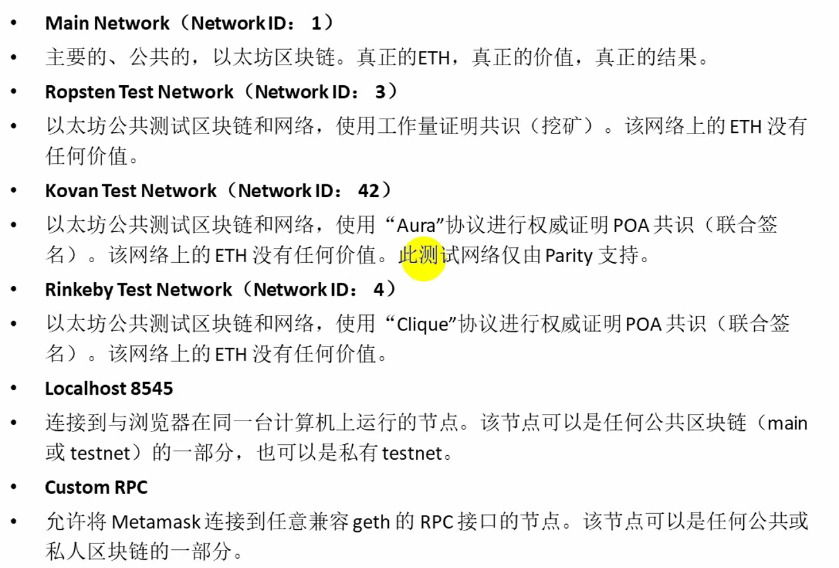 • Main Network（Network ID： 1）
• 主要的、公共的，以太坊区块链。真正的ETH，真正的价值，真正的结果。
• Ropsten Test Network（Network ID： 3）
• 以太坊公共测试区块链和网络，使用工作量证明共识（挖矿）。该网络上的 ETH 没有
任何价值。
• Kovan Test Network（Network ID： 42）
• 以太坊公共测试区块链和网络，使用“Aura”协议进行权威证明 POA 共识（联合签
名）。该网络上的 ETH 没有任何价值。此测试网络仅由 Parity 支持。
• Rinkeby Test Network（Network ID： 4）
• 以太坊公共测试区块链和网络，使用“Clique”协议进行权威证明 POA 共识（联合签
名）。该网络上的 ETH 没有任何价值。
• Localhost 8545
• 连接到与浏览器在同一台计算机上运行的节点。该节点可以是任何公共区块链（main
或 testnet）的一部分，也可以是私有 testnet。
• Custom RPC
• 允许将 Metamask 连接到任意兼容 geth 的 RPC 接口的节点。该节点可以是任何公共或
私人区块链的一部分。